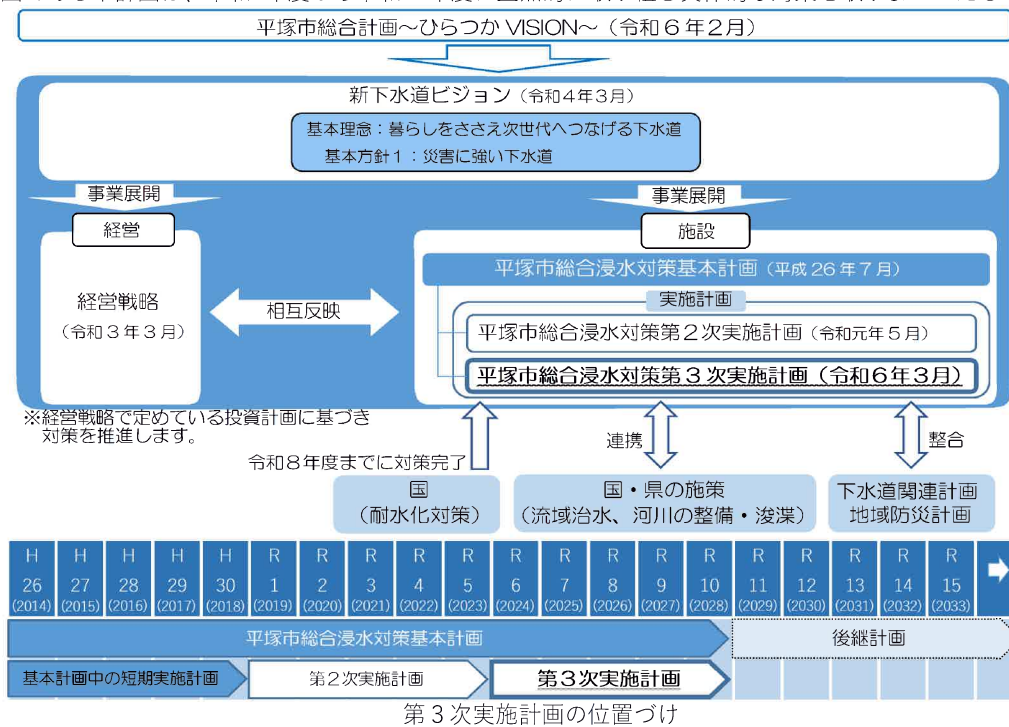 平塚市総合計画～ひらつかVISION～（令和６年２月）
新下水道ビジョン（令和４年３月）
基本理念：暮らしをささえ次世代へつなげる下水道
基本方針１：災害に強い下水道
事業展開
事業展開
経営
施設
経営戦略
（令和３年３月）
相互反映
平塚市総合浸水対策基本計画（平成26年７月）
実施計画
平塚市総合浸水対策第２次実施計画（令和元年５月）
平塚市総合浸水対策第３次実施計画（令和６年３月）
※経営戦略で定めている投資計画に基づき
対策を推進します。
令和８年度までに対策完了
連携
整合
国
（耐水化対策）
国・県の施策
（流域治水、河川の整備・浚渫）
下水道関連計画
地域防災計画
H H H H H R R R R R R R R R R R R R R R
26 27 28 29 30 1 2 3 4 5 6 7 8 9 10 11 12 13 14 15
(2014) (2015) (2016) (2017) (2018) (2019) (2020) (2021) (2022) (2023) (2024) (2025) (2026) (2027) (2028) (2029) (2030) (2031) (2032) (2033)
平塚市総合浸水対策基本計画
後継計画
基本計画中の短期実施計画
第２次実施計画
第３次実施計画
第３次実施計画の位置づけ